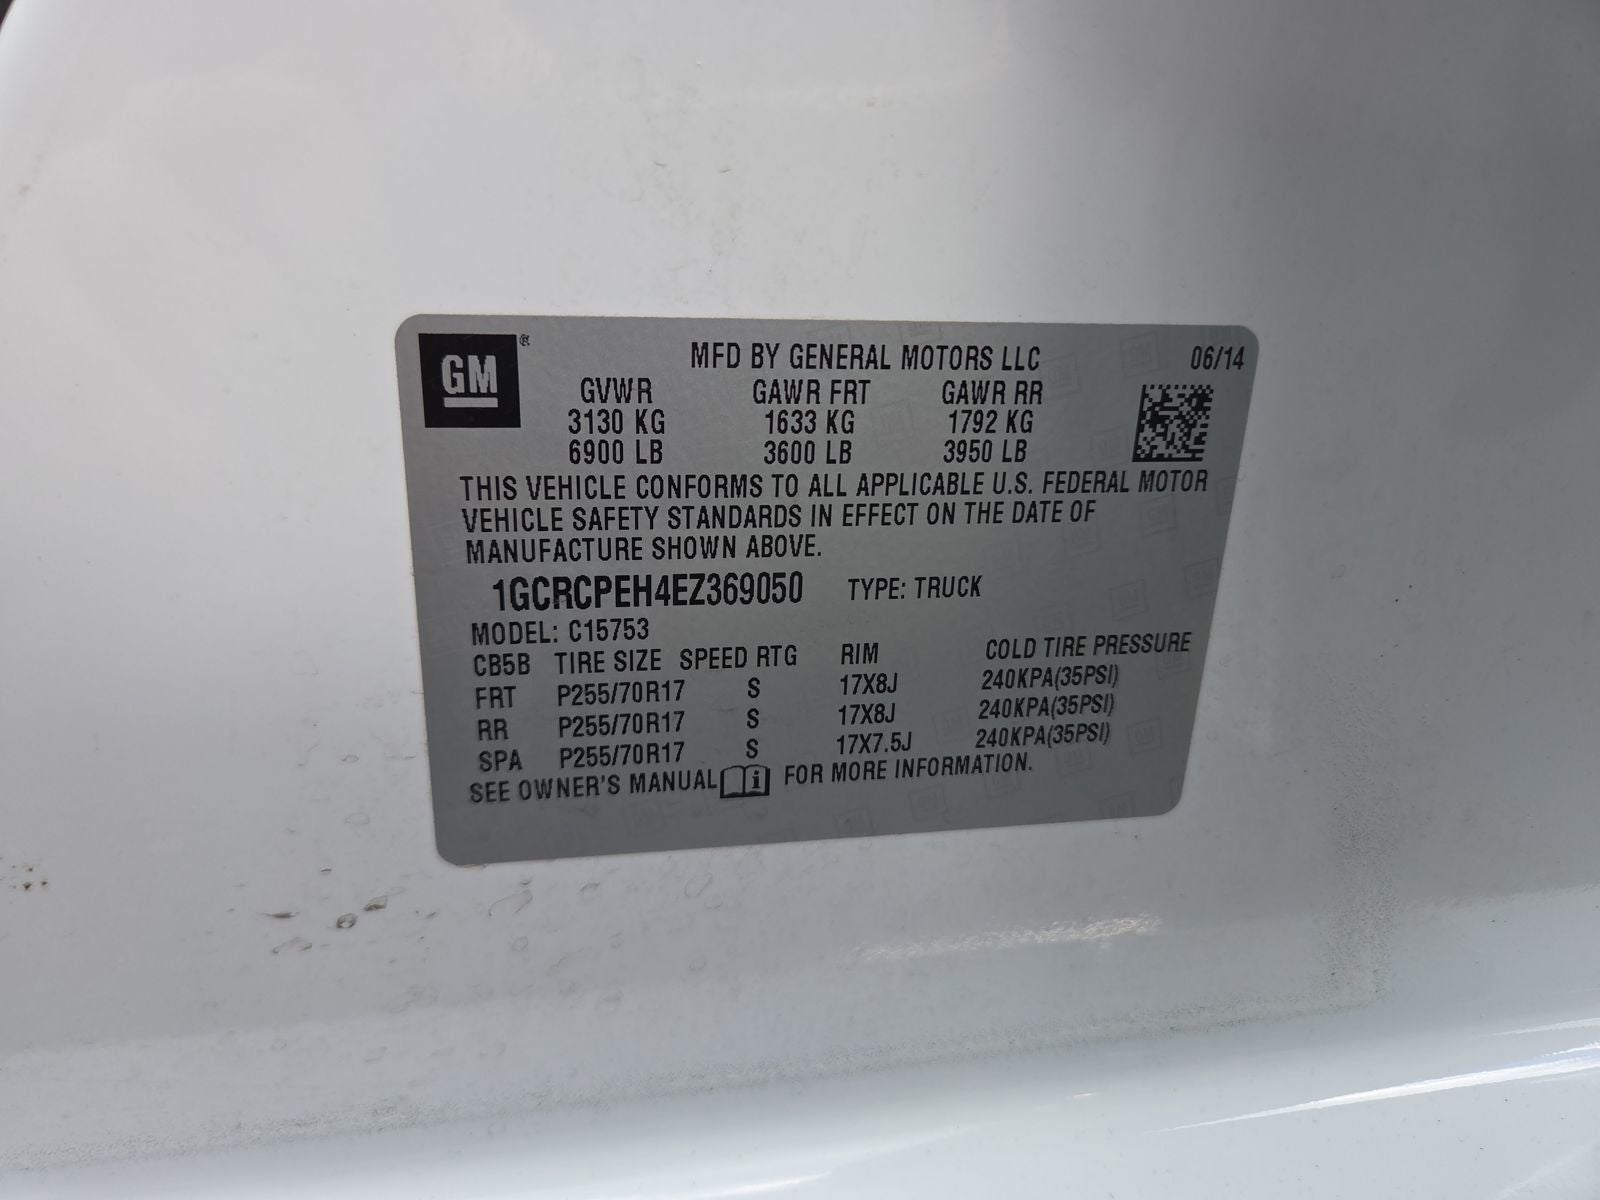 GM ®
MFD BY GENERAL MOTORS LLC 06/14
GVWR GAWR FRT GAWR RR
3130 KG 1633 KG 1792 KG
6900 LB 3600 LB 3950 LB
THIS VEHICLE CONFORMS TO ALL APPLICABLE U.S. FEDERAL MOTOR
VEHICLE SAFETY STANDARDS IN EFFECT ON THE DATE OF
MANUFACTURE SHOWN ABOVE.
1GCRCPEH4EZ369050 TYPE: TRUCK
MODEL: C15753
CB5B TIRE SIZE SPEED RTG RIM COLD TIRE PRESSURE
FRT P255/70R17 S 17X8J 240KPA(35PSI)
RR P255/70R17 S 17X8J 240KPA(35PSI)
SPA P255/70R17 S 17X7.5J 240KPA(35PSI)
SEE OWNER'S MANUAL i FOR MORE INFORMATION.